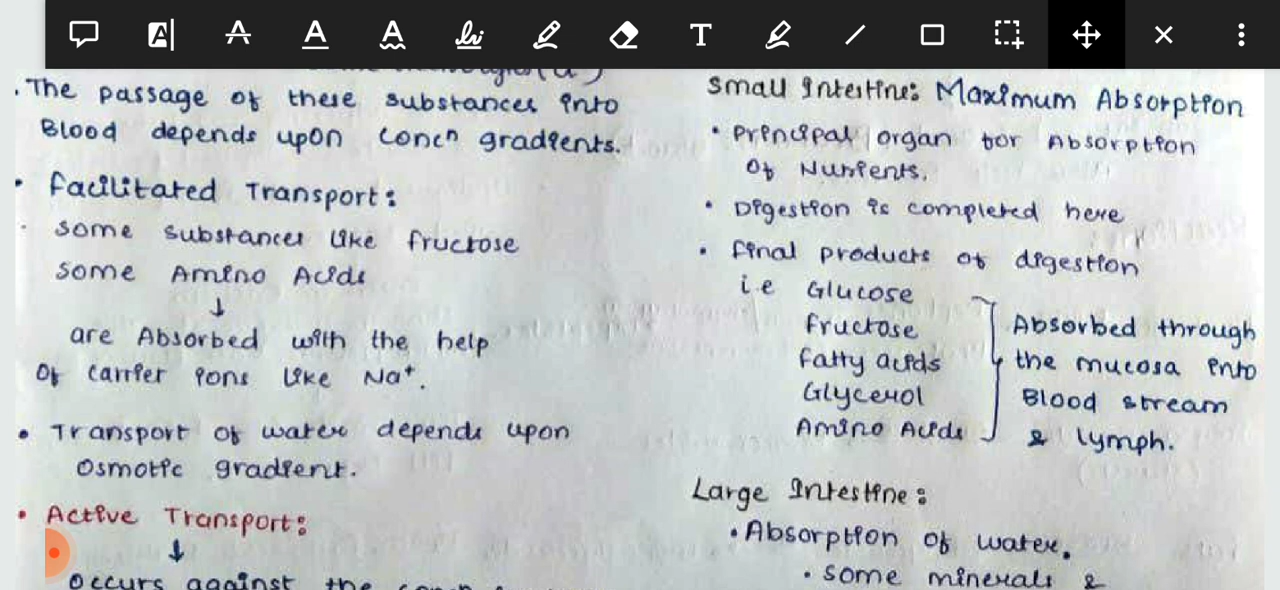 . The passage of these substances into
Blood depends upon concn gradients.
• Facilitated Transport:
· some substances like fructose
some Amino Acids
↓
are Absorbed with the help
of carrier ions like Na+.
• Transport of water depends upon
osmotic gradient.
• Active Transport:
↓
occurs against the
Small Intestine: Maximum Absorption
• Principal organ for Absorption
of Nutrients.
• Digestion is completed here
• final products of digestion
i.e Glucose
fructose
fatty acids
Glycerol
Amino Acids
Absorbed through
the mucosa into
Blood stream
& lymph.
Large Intestine:
• Absorption of water.
• some minerals &